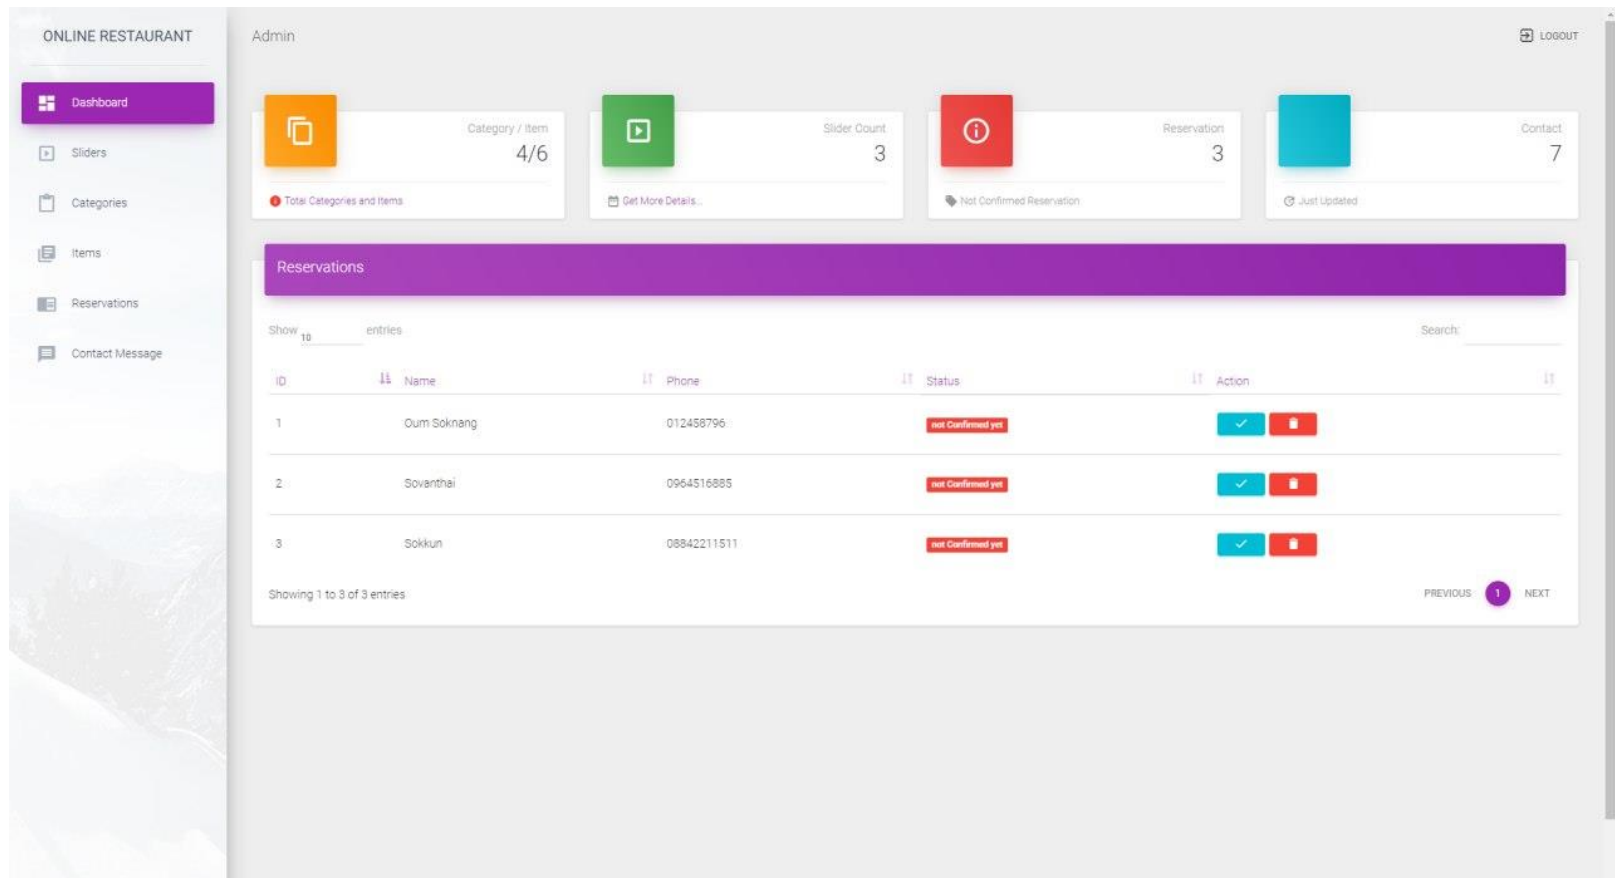 ONLINE RESTAURANT
Admin
LOGOUT
Dashboard
Sliders
Categories
Items
Reservations
Contact Message
Category / Item
4/6
Total Categories and Items
Slider Count
3
Get More Details...
Reservation
3
Not Confirmed Reservation
Contact
7
Just Updated
Reservations
Show 10 entries
Search:
ID Name Phone Status Action
1 Oum Soknang 012458796 not Confirmed yet
2 Sovanthai 0964516885 not Confirmed yet
3 Sokkun 08842211511 not Confirmed yet
Showing 1 to 3 of 3 entries
PREVIOUS 1 NEXT